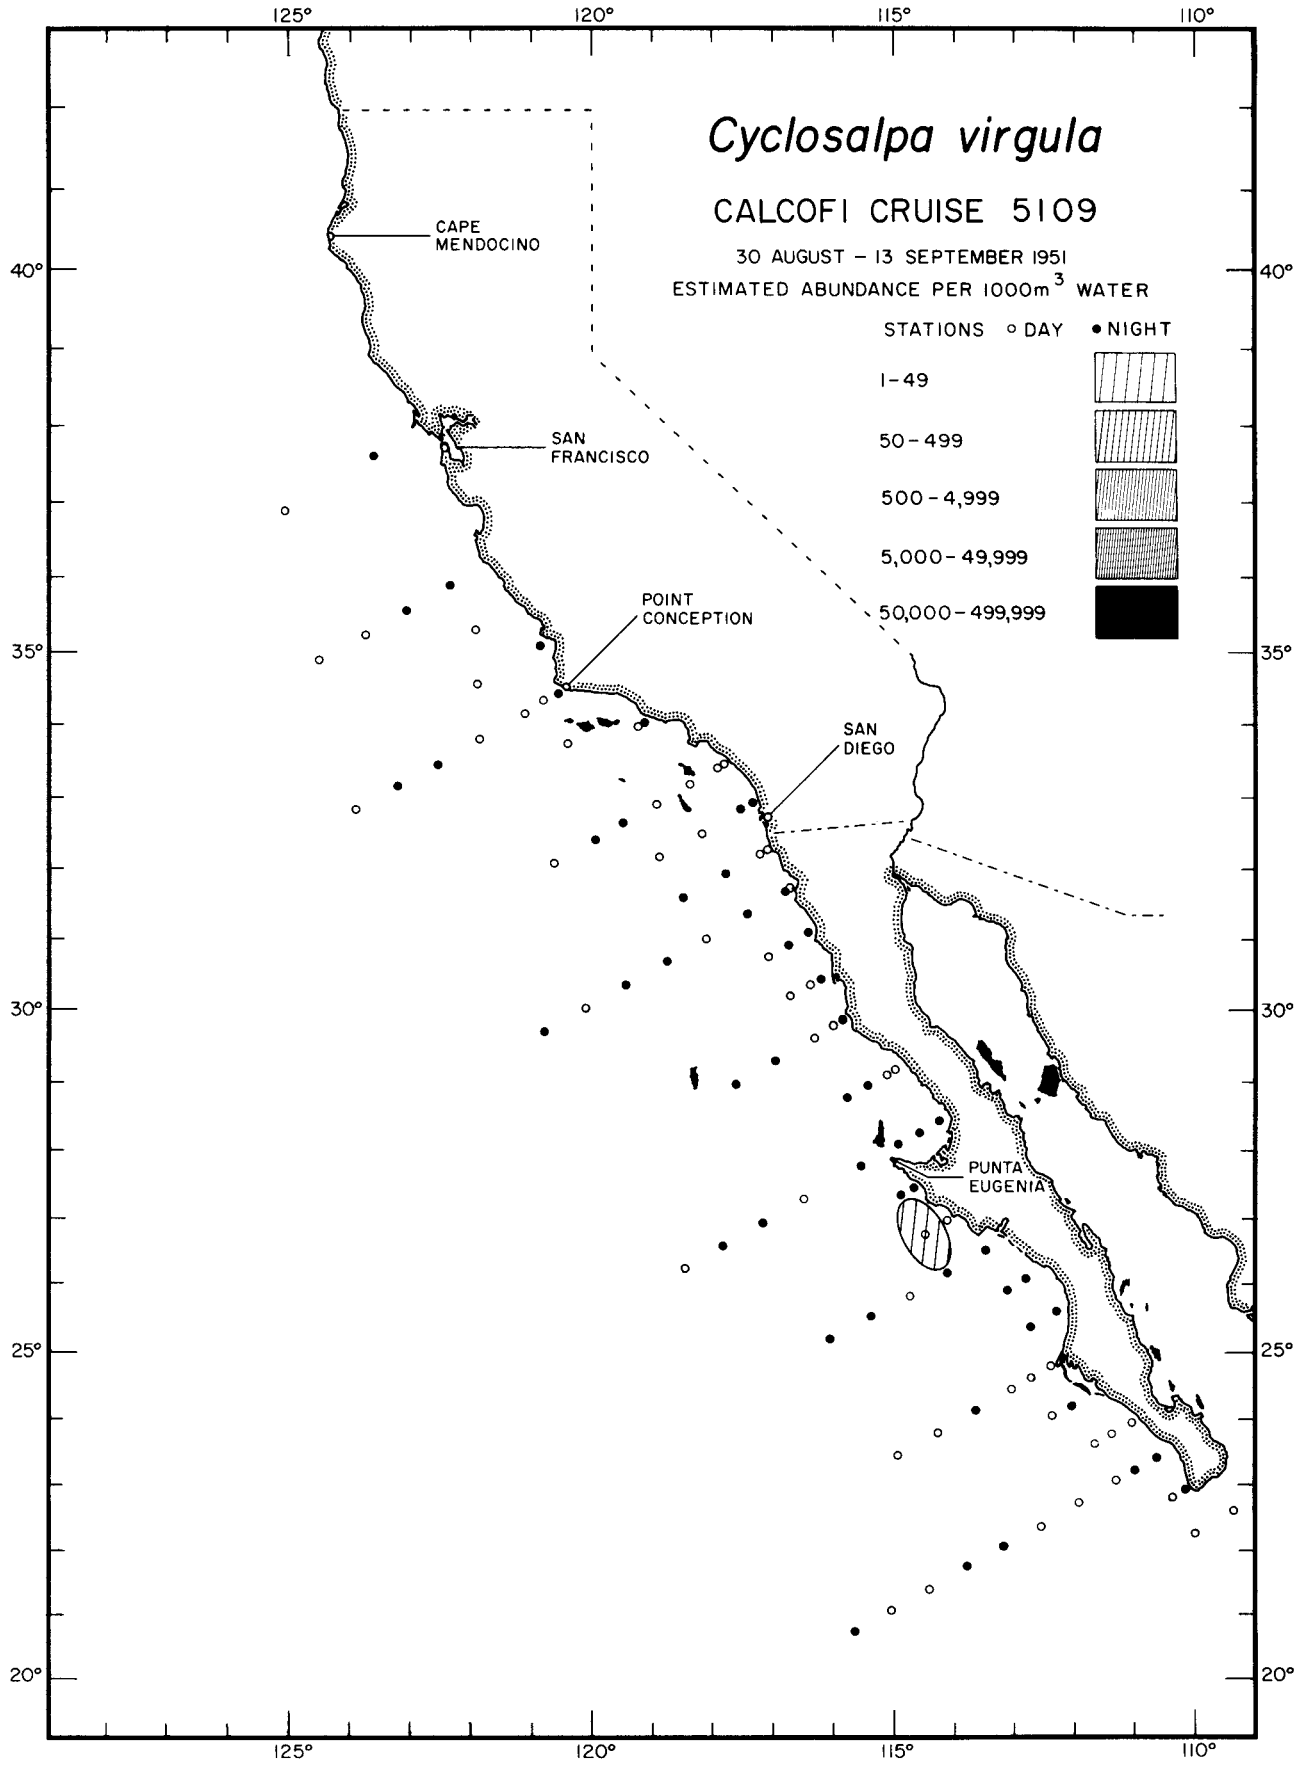 125° 120° 115° 110°
Cyclosalpa virgula
CALCOFI CRUISE 5109
30 AUGUST – 13 SEPTEMBER 1951
ESTIMATED ABUNDANCE PER 1000m³ WATER
STATIONS ○ DAY ● NIGHT
1–49
50–499
500–4,999
5,000–49,999
50,000–499,999
CAPE
MENDOCINO
40° 40°
SAN
FRANCISCO
POINT
CONCEPTION
35° 35°
SAN
DIEGO
30° 30°
PUNTA
EUGENIA
25° 25°
20° 20°
125° 120° 115° 110°